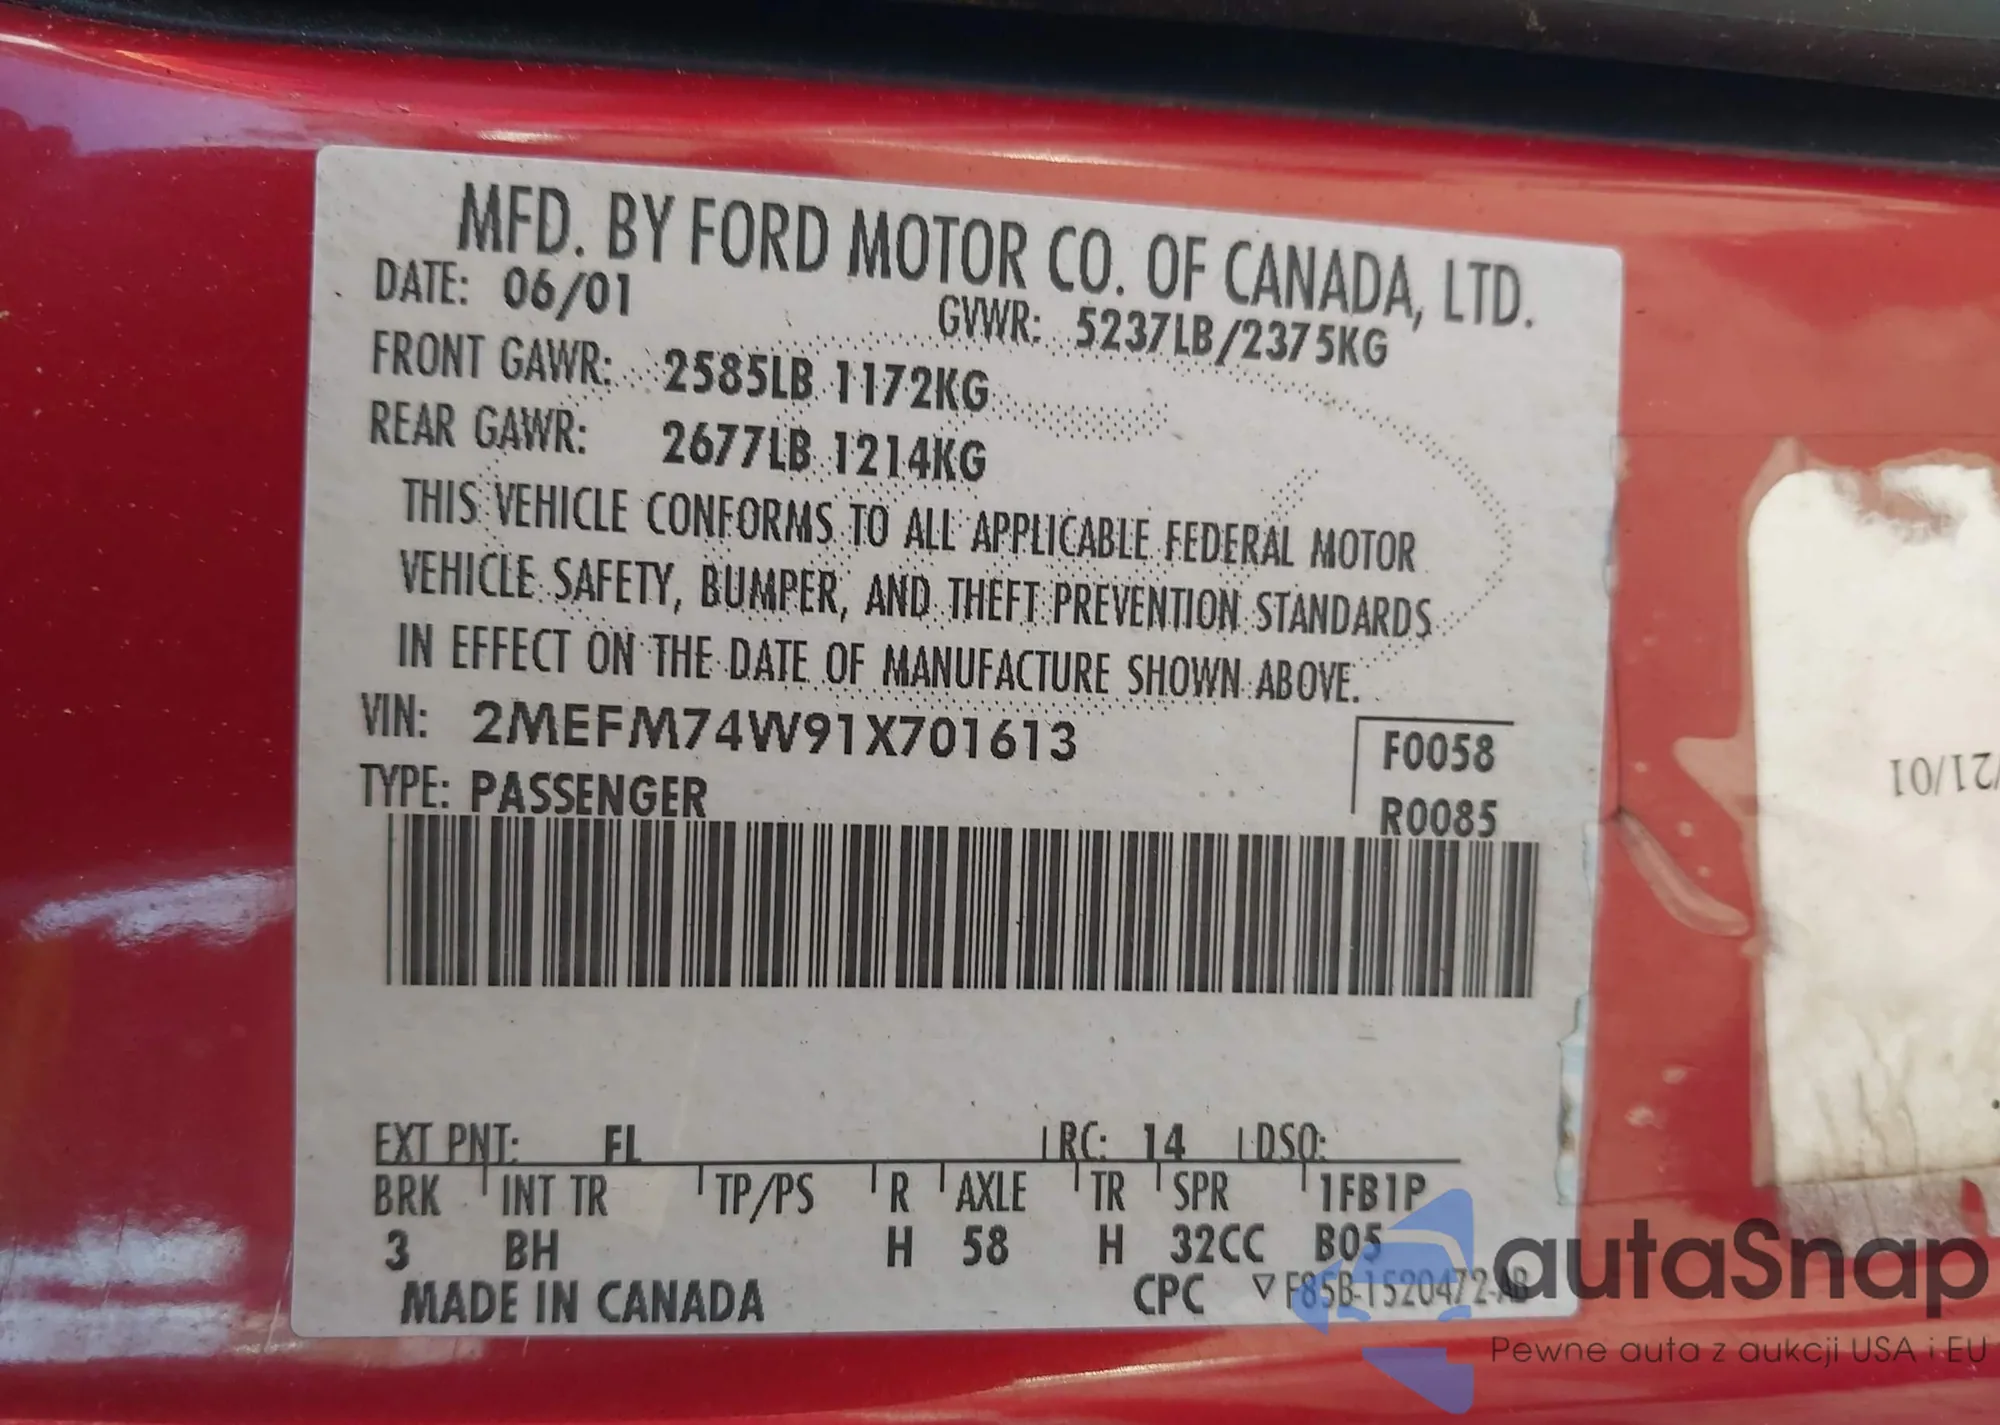 MFD. BY FORD MOTOR CO. OF CANADA, LTD.
DATE: 06/01
GVWR: 5237LB/2375KG
FRONT GAWR: 2585LB 1172KG
REAR GAWR: 2677LB 1214KG
THIS VEHICLE CONFORMS TO ALL APPLICABLE FEDERAL MOTOR
VEHICLE SAFETY, BUMPER, AND THEFT PREVENTION STANDARDS
IN EFFECT ON THE DATE OF MANUFACTURE SHOWN ABOVE.
VIN: 2MEFM74W91X701613
F0058
TYPE: PASSENGER
R0085
EXT PNT: FL RC: 14 DSO:
BRK INT TR TP/PS R AXLE TR SPR 1FB1P
3 BH H 58 H 32CC B05
MADE IN CANADA
CPC ▽ F85B-1520472-AB
/21/01
autaSnap
Pewne auta z aukcji USA i EU